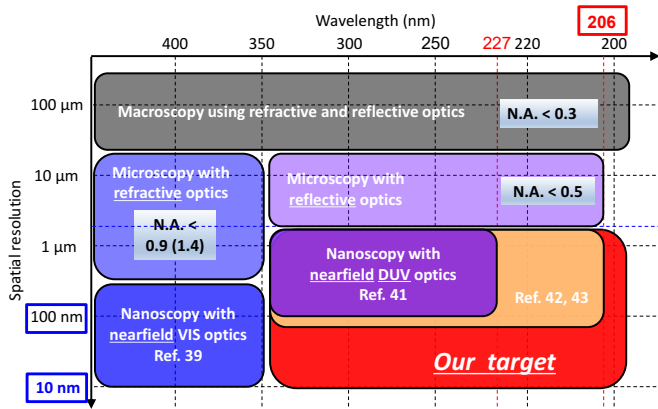 Wavelength (nm)
206
400
350
300
250
227
220
200
Spatial resolution
100 µm
10 µm
1 µm
100 nm
10 nm
Macroscopy using refractive and reflective optics
N.A. < 0.3
Microscopy with
refractive optics
N.A. <
0.9 (1.4)
Microscopy with
reflective optics
N.A. < 0.5
Nanoscopy with
nearfield DUV optics
Ref. 41
Ref. 42, 43
Nanoscopy with
nearfield VIS optics
Ref. 39
Our target